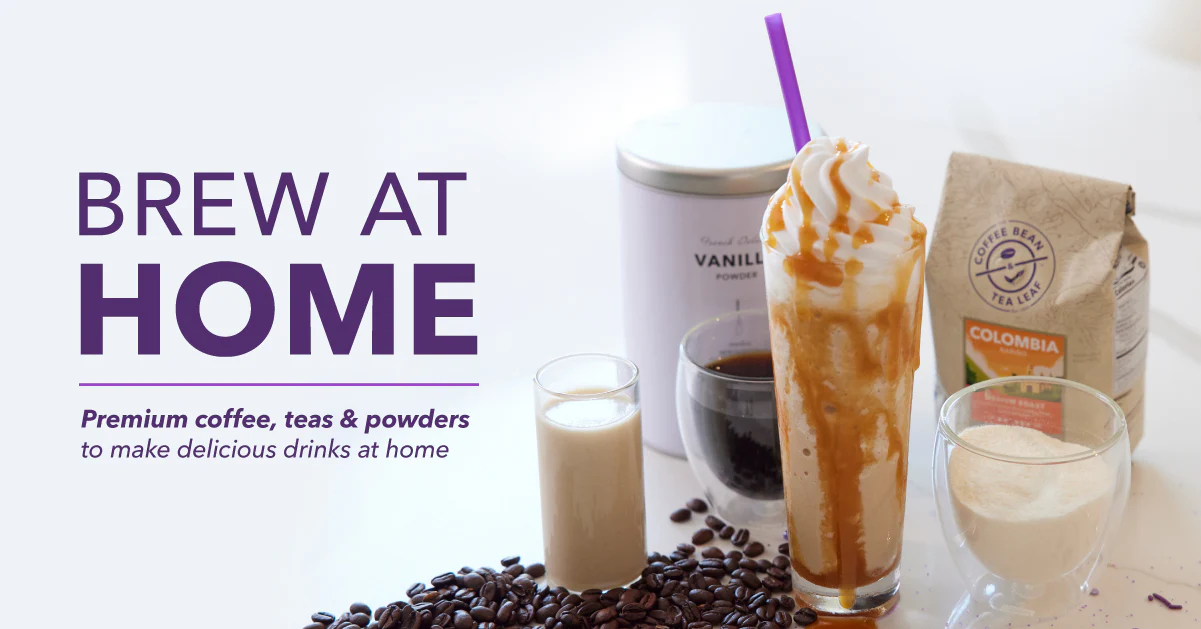 BREW AT
HOME
Premium coffee, teas & powders
to make delicious drinks at home
VANILL
POWDER
COFFEE BEAN
&
TEA LEAF
COLOMBIA